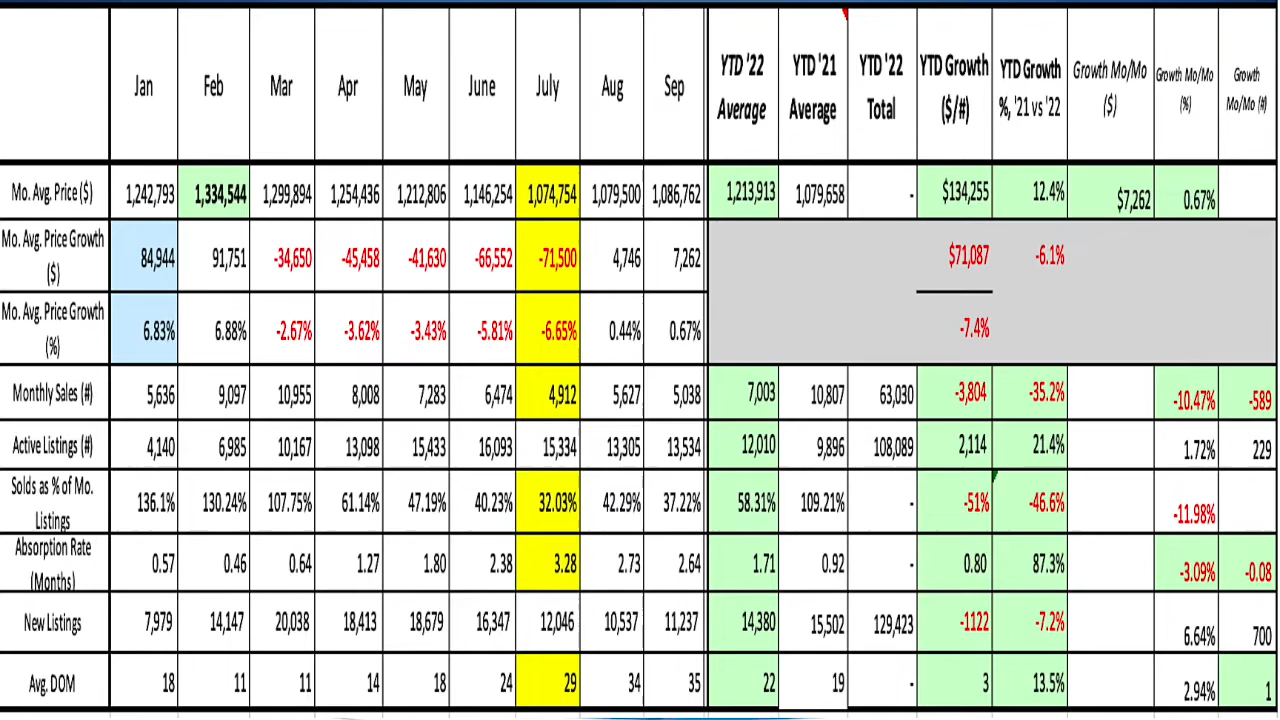 Jan Feb Mar Apr May June July Aug Sep YTD '22 Average YTD '21 Average YTD '22 Total YTD Growth ($/#) YTD Growth %, '21 vs '22 Growth Mo/Mo ($) Growth Mo/Mo (%) Growth Mo/Mo (#)
Mo. Avg. Price ($) 1,242,793 1,334,544 1,299,894 1,254,436 1,212,806 1,146,254 1,074,754 1,079,500 1,086,762 1,213,913 1,079,658 - $134,255 12.4% $7,262 0.67%
Mo. Avg. Price Growth ($) 84,944 91,751 -34,650 -45,458 -41,630 -66,552 -71,500 4,746 7,262 $71,087 -6.1%
Mo. Avg. Price Growth (%) 6.83% 6.88% -2.67% -3.62% -3.43% -5.81% -6.65% 0.44% 0.67% -7.4%
Monthly Sales (#) 5,636 9,097 10,955 8,008 7,283 6,474 4,912 5,627 5,038 7,003 10,807 63,030 -3,804 -35.2% -10.47% -589
Active Listings (#) 4,140 6,985 10,167 13,098 15,433 16,093 15,334 13,305 13,534 12,010 9,896 108,089 2,114 21.4% 1.72% 229
Solds as % of Mo. Listings 136.1% 130.24% 107.75% 61.14% 47.19% 40.23% 32.03% 42.29% 37.22% 58.31% 109.21% - -51% -46.6% -11.98%
Absorption Rate (Months) 0.57 0.46 0.64 1.27 1.80 2.38 3.28 2.73 2.64 1.71 0.92 - 0.80 87.3% -3.09% -0.08
New Listings 7,979 14,147 20,038 18,413 18,679 16,347 12,046 10,537 11,237 14,380 15,502 129,423 -1122 -7.2% 6.64% 700
Avg. DOM 18 11 11 14 18 24 29 34 35 22 19 - 3 13.5% 2.94% 1